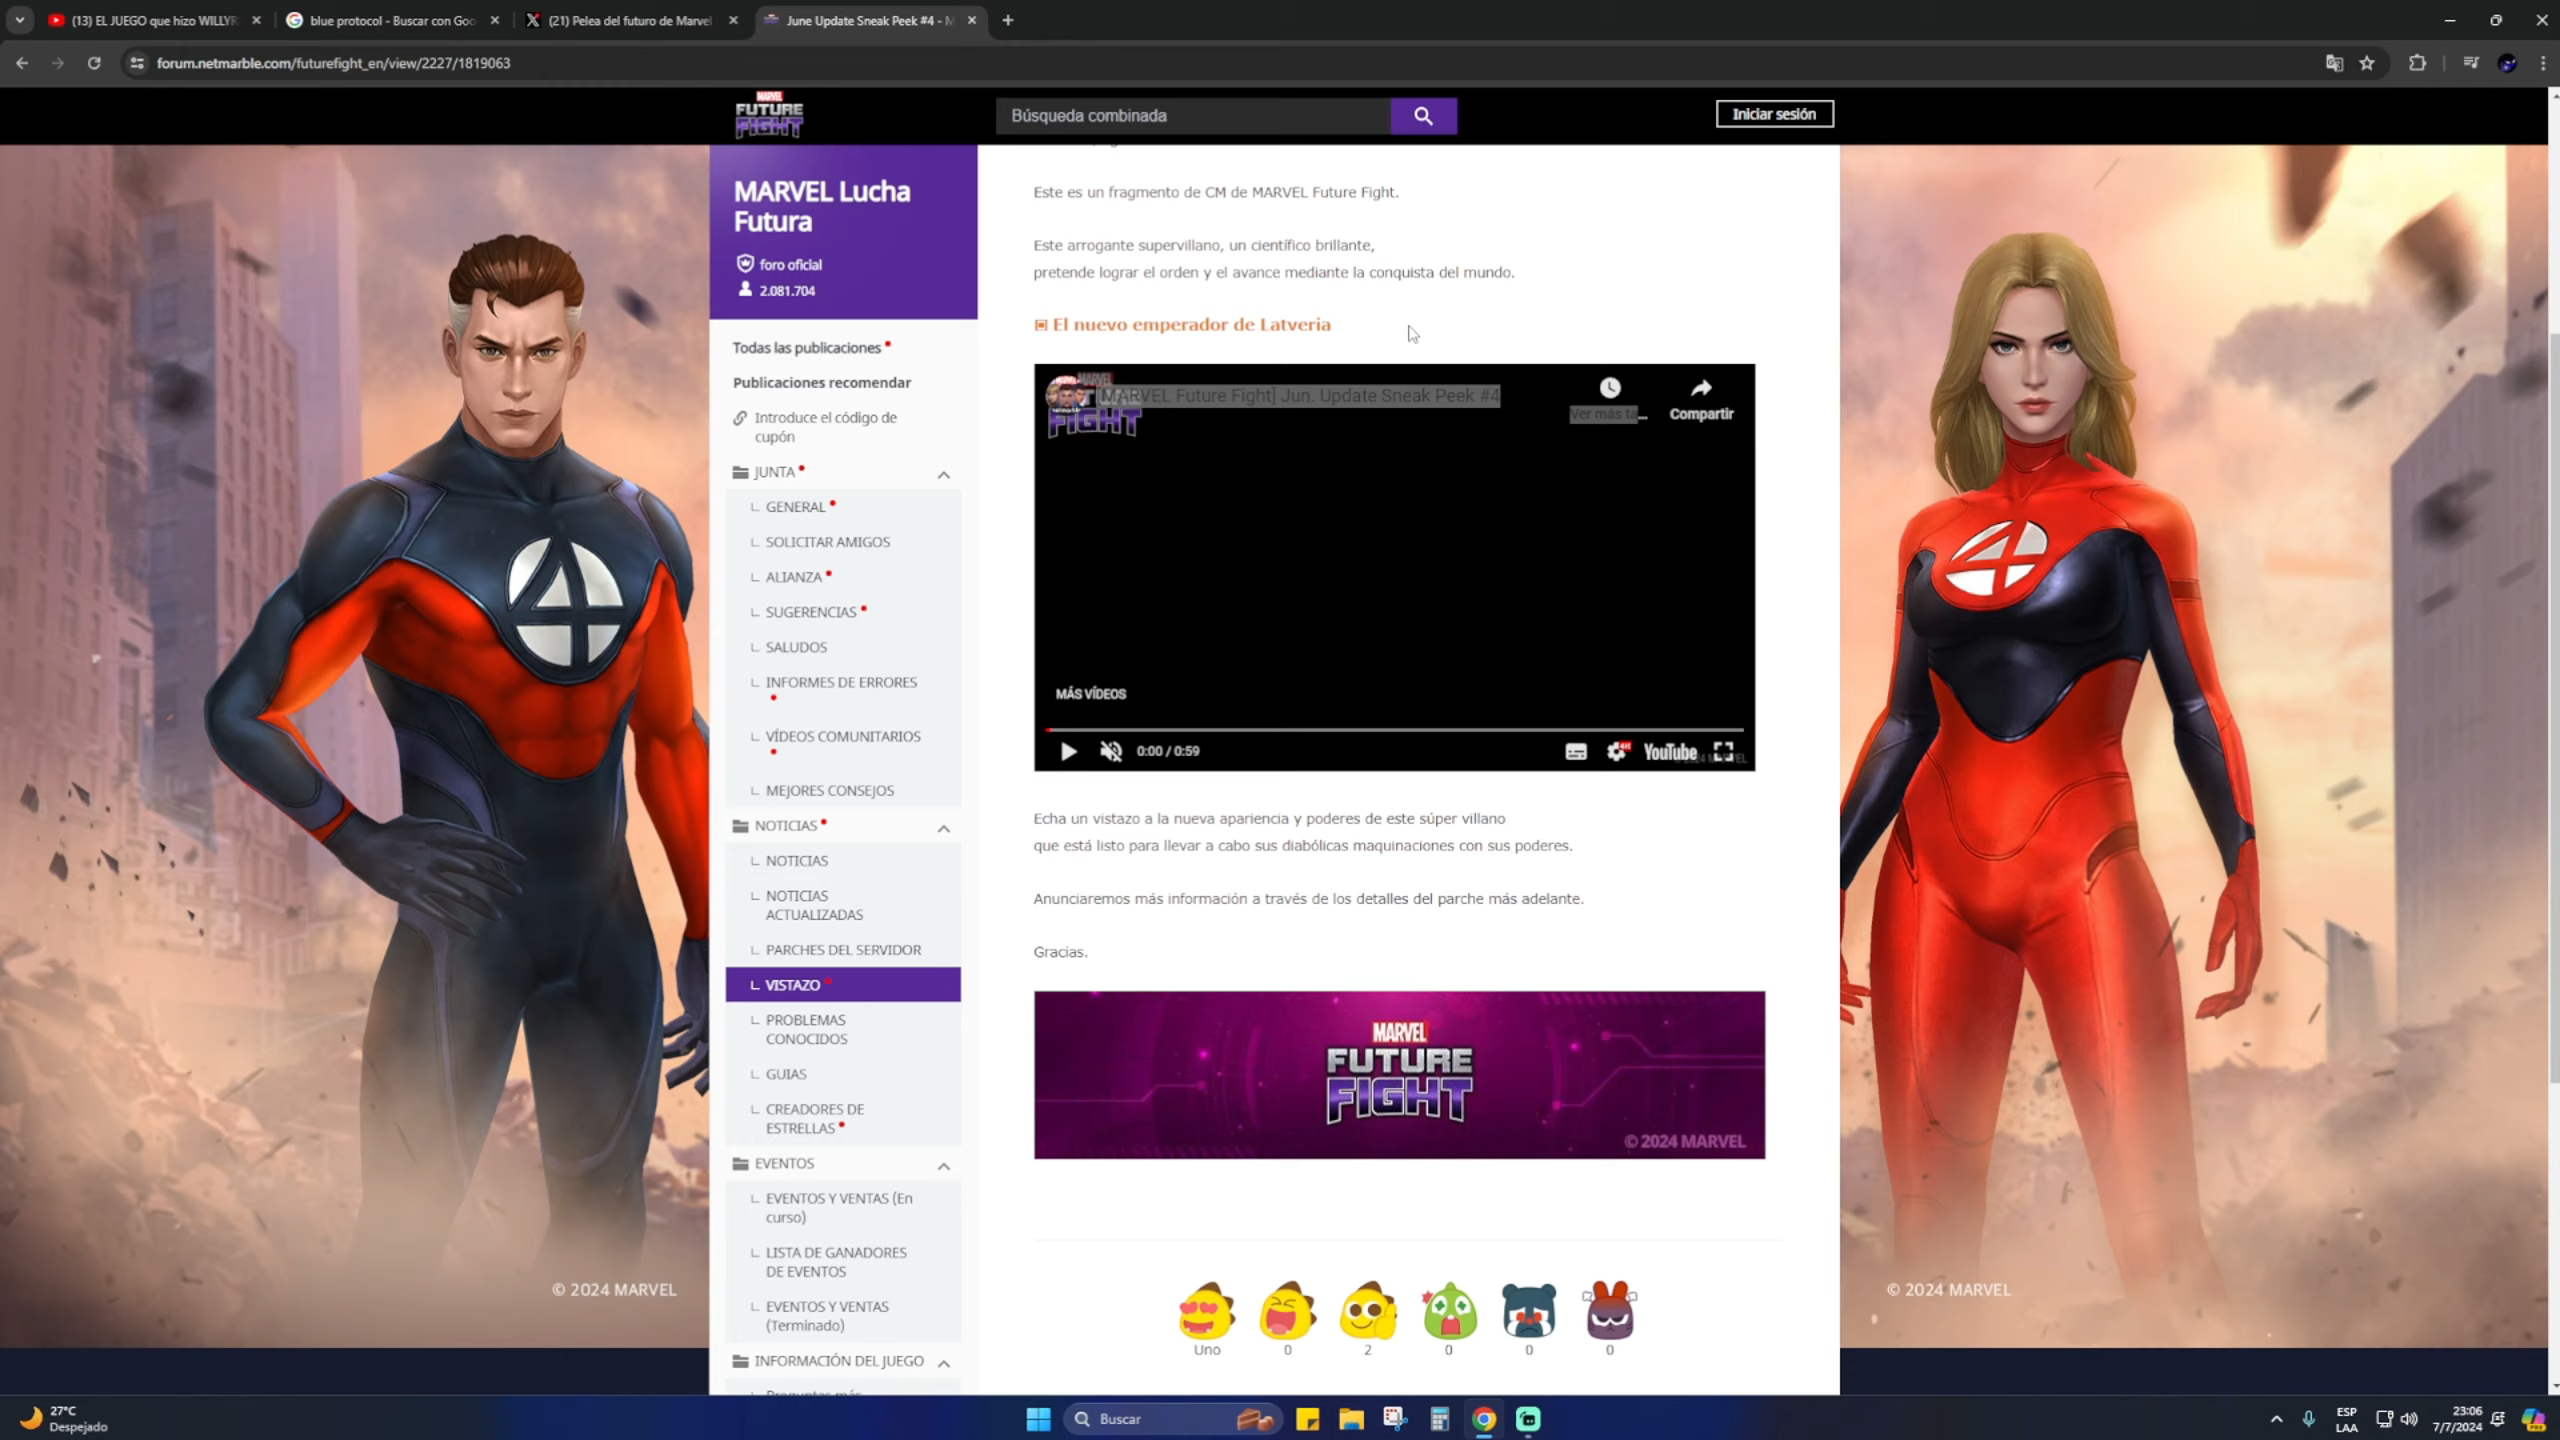 (13) EL JUEGO que hizo WILLYR
blue protocol - Buscar con Goo
(21) Pelea del futuro de Marvel
June Update Sneak Peek #4 - M
forum.netmarble.com/futurefight_en/view/2227/1819063
MARVEL
FUTURE
FIGHT
Búsqueda combinada
Iniciar sesión
MARVEL Lucha
Futura
foro oficial
2.081.704
Todas las publicaciones
Publicaciones recomendar
Introduce el código de
cupón
JUNTA
GENERAL
SOLICITAR AMIGOS
ALIANZA
SUGERENCIAS
SALUDOS
INFORMES DE ERRORES
VÍDEOS COMUNITARIOS
MEJORES CONSEJOS
NOTICIAS
NOTICIAS
NOTICIAS
ACTUALIZADAS
PARCHES DEL SERVIDOR
VISTAZO
PROBLEMAS
CONOCIDOS
GUIAS
CREADORES DE
ESTRELLAS
EVENTOS
EVENTOS Y VENTAS (En
curso)
LISTA DE GANADORES
DE EVENTOS
EVENTOS Y VENTAS
(Terminado)
INFORMACIÓN DEL JUEGO
Este es un fragmento de CM de MARVEL Future Fight.
Este arrogante supervillano, un científico brillante,
pretende lograr el orden y el avance mediante la conquista del mundo.
El nuevo emperador de Latveria
[MARVEL Future Fight] Jun. Update Sneak Peek #4
FIGHT
Ver más ta...
Compartir
MÁS VÍDEOS
0:00 / 0:59
YouTube
Echa un vistazo a la nueva apariencia y poderes de este súper villano
que está listo para llevar a cabo sus diabólicas maquinaciones con sus poderes.
Anunciaremos más información a través de los detalles del parche más adelante.
Gracias.
MARVEL
FUTURE
FIGHT
© 2024 MARVEL
Uno
0
2
0
0
0
© 2024 MARVEL
© 2024 MARVEL
27°C
Despejado
Buscar
ESP
LAA
23:06
7/7/2024